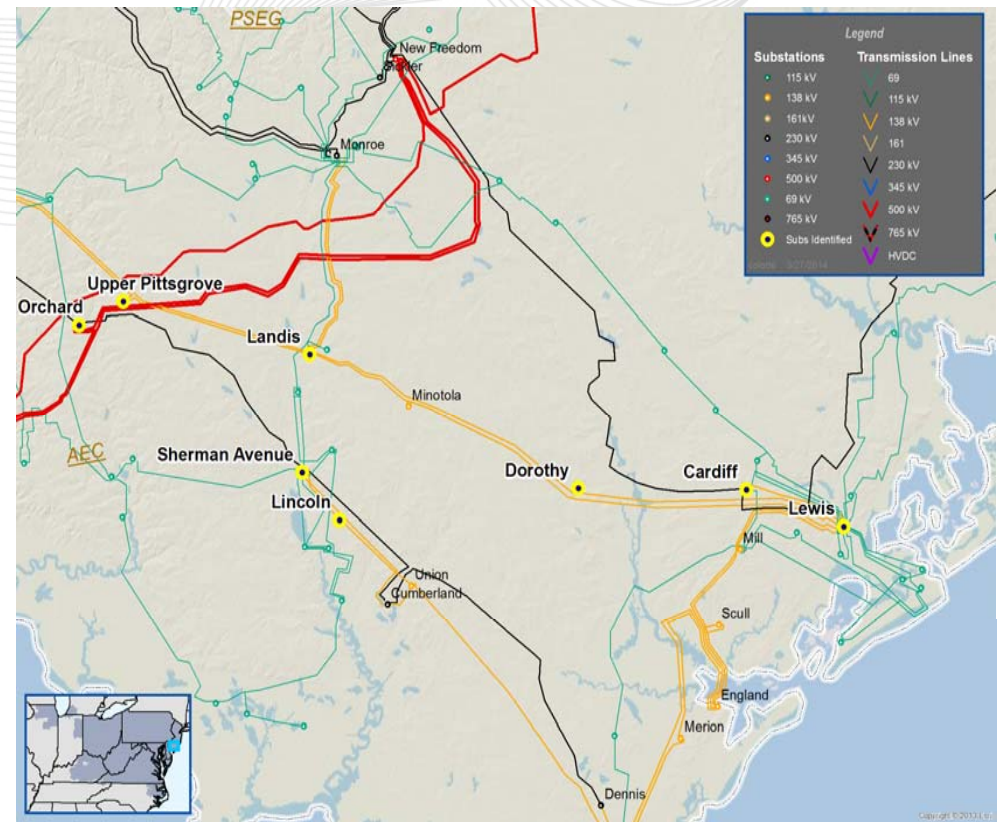 PSEG
New Freedom
Monroe
Upper Pittsgrove
Orchard
Landis
Minotola
AEC
Sherman Avenue
Lincoln
Dorothy
Cardiff
Lewis
Mill
Union
Cumberland
Scull
England
Merion
Dennis
Legend
Substations
115 kV
138 kV
161kV
230 kV
345 kV
500 kV
69 kV
765 kV
Subs Identified
Transmission Lines
69
115 kV
138 kV
161
230 kV
345 kV
500 kV
765 kV
HVDC
3/27/2014